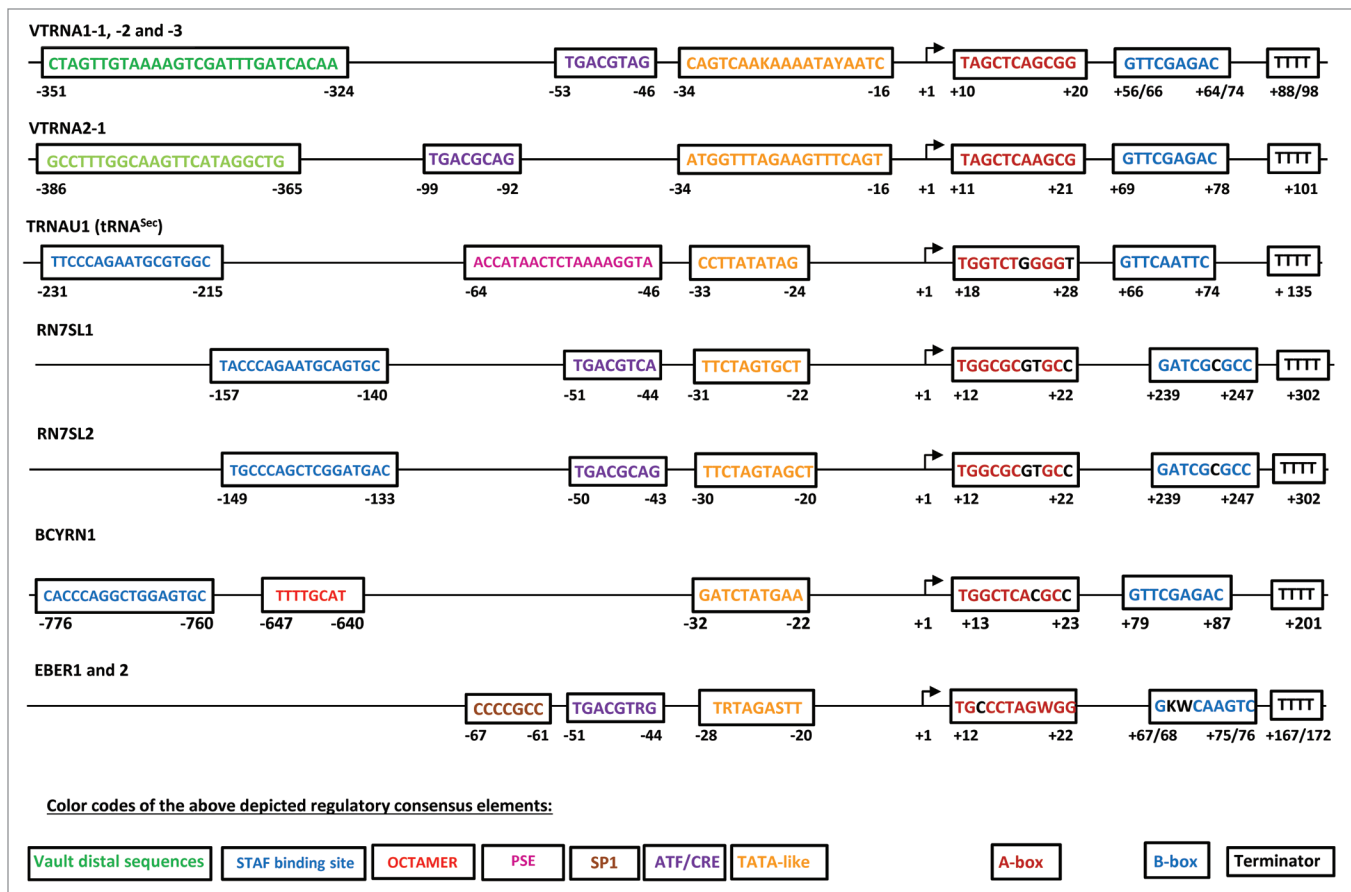 VTRNA1-1, -2 and -3
CTAGTTGTAAAAGTCGATTTGATCACAA TGACGTAG CAGTCAAKAAAATAYAATC TAGCTCAGCGG GTTCGAGAC TTTT
-351 -324 -53 -46 -34 -16 +1 +10 +20 +56/66 +64/74 +88/98
VTRNA2-1
GCCTTTGGCAAGTTCATAGGCTG TGACGCAG ATGGTTTAGAAGTTTCAGT TAGCTCAAGCG GTTCGAGAC TTTT
-386 -365 -99 -92 -34 -16 +1 +11 +21 +69 +78 +101
TRNAU1 (tRNASec)
TTCCCAGAATGCGTGGC ACCATAACTCTAAAAGGTA CCTTATATAG TGGTCTGGGGT GTTCAATTC TTTT
-231 -215 -64 -46 -33 -24 +1 +18 +28 +66 +74 + 135
RN7SL1
TACCCAGAATGCAGTGC TGACGTCA TTCTAGTGCT TGGCGCGTGCC GATCGCGCC TTTT
-157 -140 -51 -44 -31 -22 +1 +12 +22 +239 +247 +302
RN7SL2
TGCCCAGCTCGGATGAC TGACGCAG TTCTAGTAGCT TGGCGCGTGCC GATCGCGCC TTTT
-149 -133 -50 -43 -30 -20 +1 +12 +22 +239 +247 +302
BCYRN1
CACCCAGGCTGGAGTGC TTTTGCAT GATCTATGAA TGGCTCACGCC GTTCGAGAC TTTT
-776 -760 -647 -640 -32 -22 +1 +13 +23 +79 +87 +201
EBER1 and 2
CCCCGCC TGACGTRG TRTAGASTT TGCCCTAGWGG GKWCAAGTC TTTT
-67 -61 -51 -44 -28 -20 +1 +12 +22 +67/68 +75/76 +167/172
Color codes of the above depicted regulatory consensus elements:
Vault distal sequences STAF binding site OCTAMER PSE SP1 ATF/CRE TATA-like A-box B-box Terminator